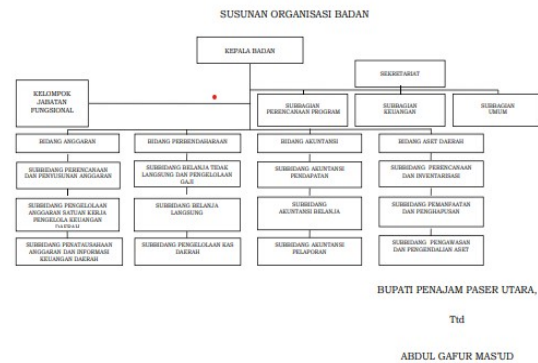 SUSUNAN ORGANISASI BADAN
KEPALA BADAN
SEKRETARIAT
KELOMPOK
JABATAN
FUNGSIONAL
SUBBAGIAN
PERENCANAAN PROGRAM
SUBBAGIAN
KEUANGAN
SUBBAGIAN
UMUM
BIDANG ANGGARAN
BIDANG PERBENDAHARAAN
BIDANG AKUNTANSI
BIDANG ASET DAERAH
SUBBIDANG PERENCANAAN
DAN PENYUSUNAN ANGGARAN
SUBBIDANG BELANJA TIDAK
LANGSUNG DAN PENGELOLAAN
GAJI
SUBBIDANG AKUNTANSI
PENDAPATAN
SUBBIDANG PERENCANAAN
DAN INVENTARISASI
SUBBIDANG PENGELOLAAN
ANGGARAN SATUAN KERJA
PENGELOLA KEUANGAN
DAERAH
SUBBIDANG BELANJA
LANGSUNG
SUBBIDANG
AKUNTANSI BELANJA
SUBBIDANG PEMANFAATAN
DAN PENGHAPUSAN
SUBBIDANG PENATAUSAHAAN
ANGGARAN DAN INFORMASI
KEUANGAN DAERAH
SUBBIDANG PENGELOLAAN KAS
DAERAH
SUBBIDANG AKUNTANSI
PELAPORAN
SUBBIDANG PENGAWASAN
DAN PENGENDALIAN ASET
BUPATI PENAJAM PASER UTARA,
Ttd
ABDUL GAFUR MAS'UD